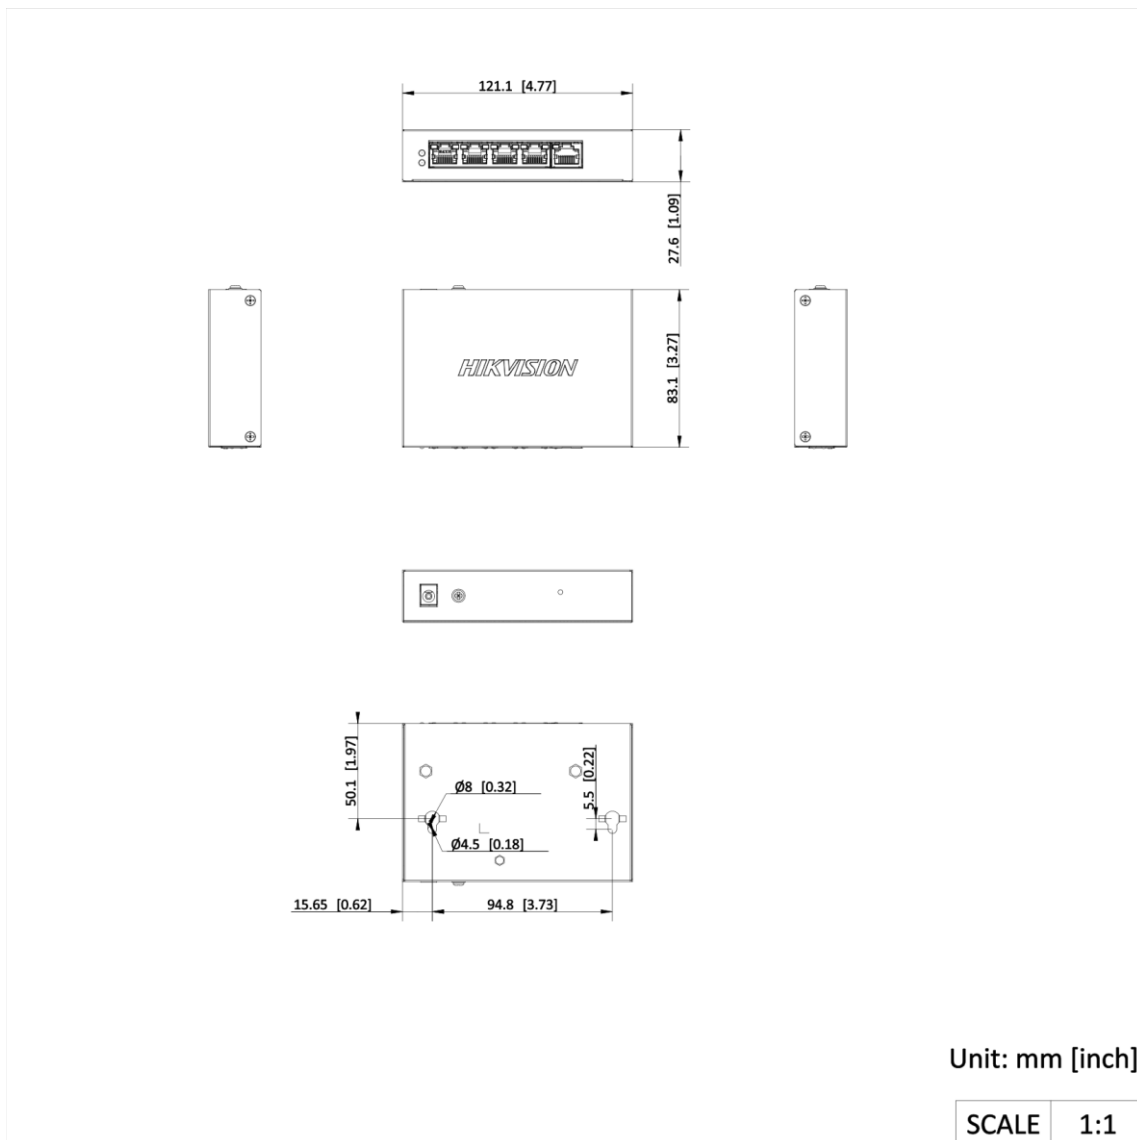 121.1 [4.77]
27.6 [1.09]
HIKVISION
83.1 [3.27]
50.1 [1.97]
Ø8 [0.32]
5.5 [0.22]
Ø4.5 [0.18]
15.65 [0.62]
94.8 [3.73]
Unit: mm [inch]
SCALE 1:1